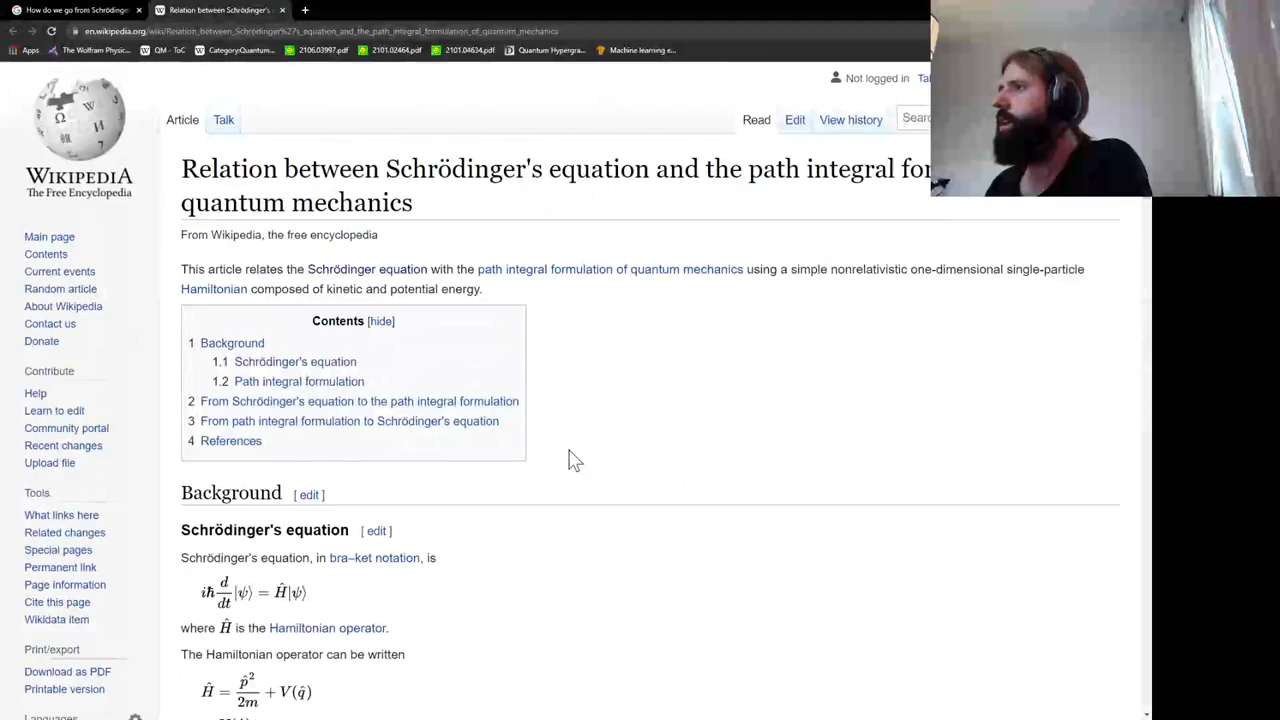 How do we go from Schrödinger
Relation between Schrödinger's
en.wikipedia.org/wiki/Relation_between_Schrödinger%27s_equation_and_the_path_integral_formulation_of_quantum_mechanics
Apps The Wolfram Physic... QM - ToC CategoryQuantum... 2106.03997.pdf 2101.02464.pdf 2101.04634.pdf Quantum Hypergra... Machine learning e...
Not logged in
Article Talk Read Edit View history Searc
WIKIPEDIA
The Free Encyclopedia
Relation between Schrödinger's equation and the path integral
quantum mechanics
From Wikipedia, the free encyclopedia
This article relates the Schrödinger equation with the path integral formulation of quantum mechanics using a simple nonrelativistic one-dimensional single-particle
Hamiltonian composed of kinetic and potential energy.
Contents [hide]
1 Background
1.1 Schrödinger's equation
1.2 Path integral formulation
2 From Schrödinger's equation to the path integral formulation
3 From path integral formulation to Schrödinger's equation
4 References
Background [ edit ]
Schrödinger's equation [ edit ]
Schrödinger's equation, in bra–ket notation, is
iħ d/dt |ψ⟩ = Ĥ|ψ⟩
where Ĥ is the Hamiltonian operator.
The Hamiltonian operator can be written
Ĥ = p̂²/2m + V(q̂)
Main page
Contents
Current events
Random article
About Wikipedia
Contact us
Donate
Contribute
Help
Learn to edit
Community portal
Recent changes
Upload file
Tools
What links here
Related changes
Special pages
Permanent link
Page information
Cite this page
Wikidata item
Print/export
Download as PDF
Printable version
Languages